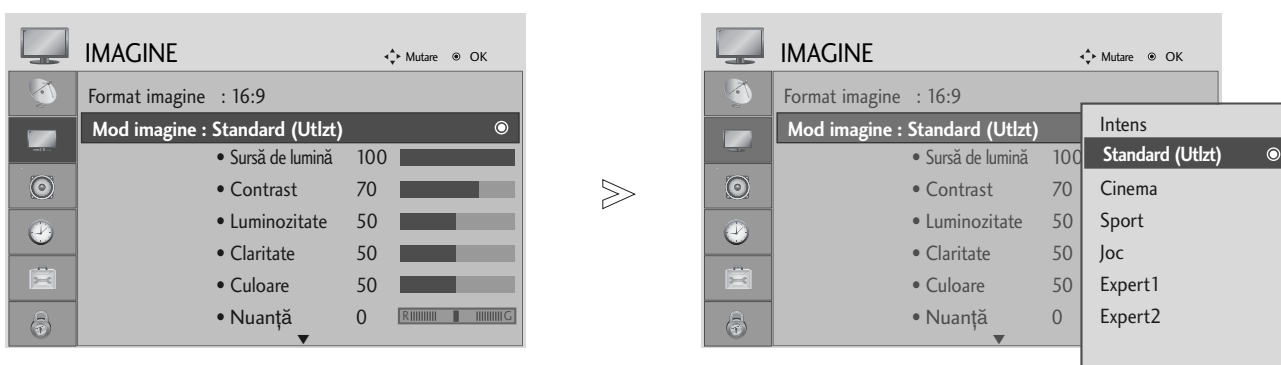 IMAGINE
Mutare OK
Format imagine : 16:9
Mod imagine : Standard (Utlzt)
• Sursă de lumină 100
• Contrast 70
• Luminozitate 50
• Claritate 50
• Culoare 50
• Nuanță 0 R G
>
IMAGINE
Mutare OK
Format imagine : 16:9
Mod imagine : Standard (Utlzt)
• Sursă de lumină 100
• Contrast 70
• Luminozitate 50
• Claritate 50
• Culoare 50
• Nuanță 0
Intens
Standard (Utlzt)
Cinema
Sport
Joc
Expert1
Expert2